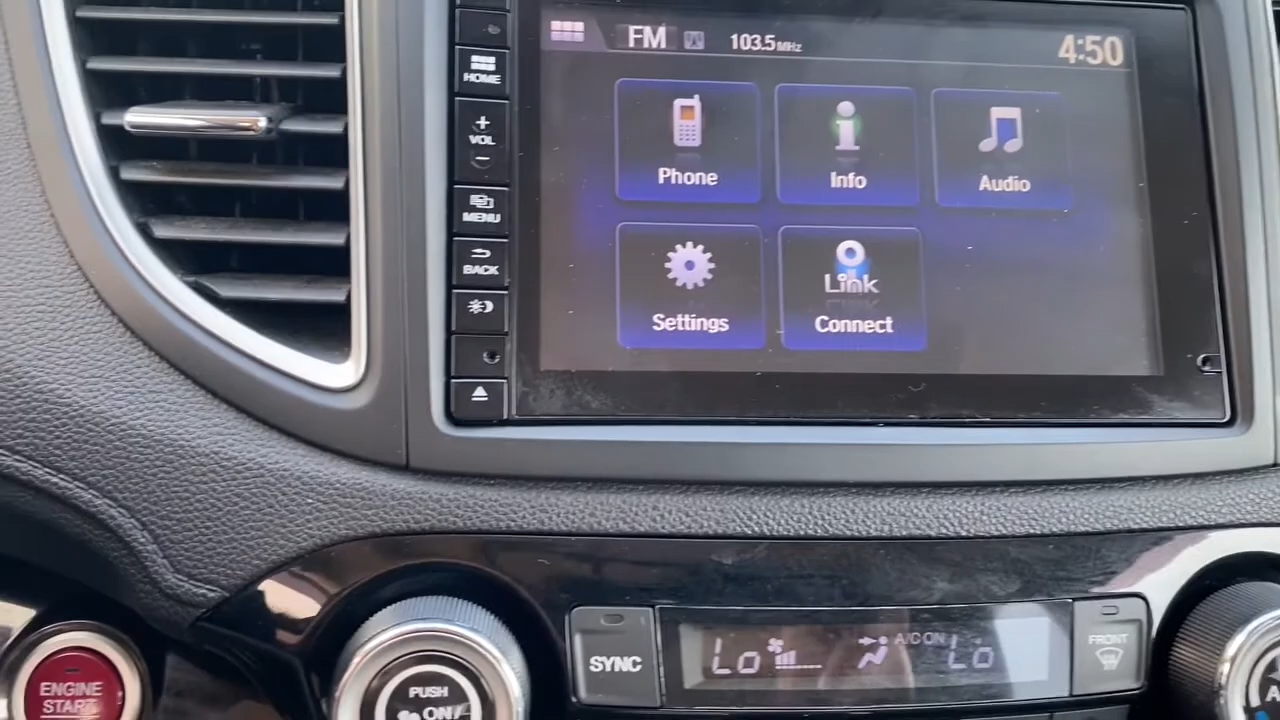 FM 103.5MHz 4:50
HOME
+
VOL
−
MENU
BACK
Phone
Info
Audio
Settings
Link
Connect
SYNC
Lo
A/C ON
Lo
FRONT
ENGINE
START
PUSH
ON/